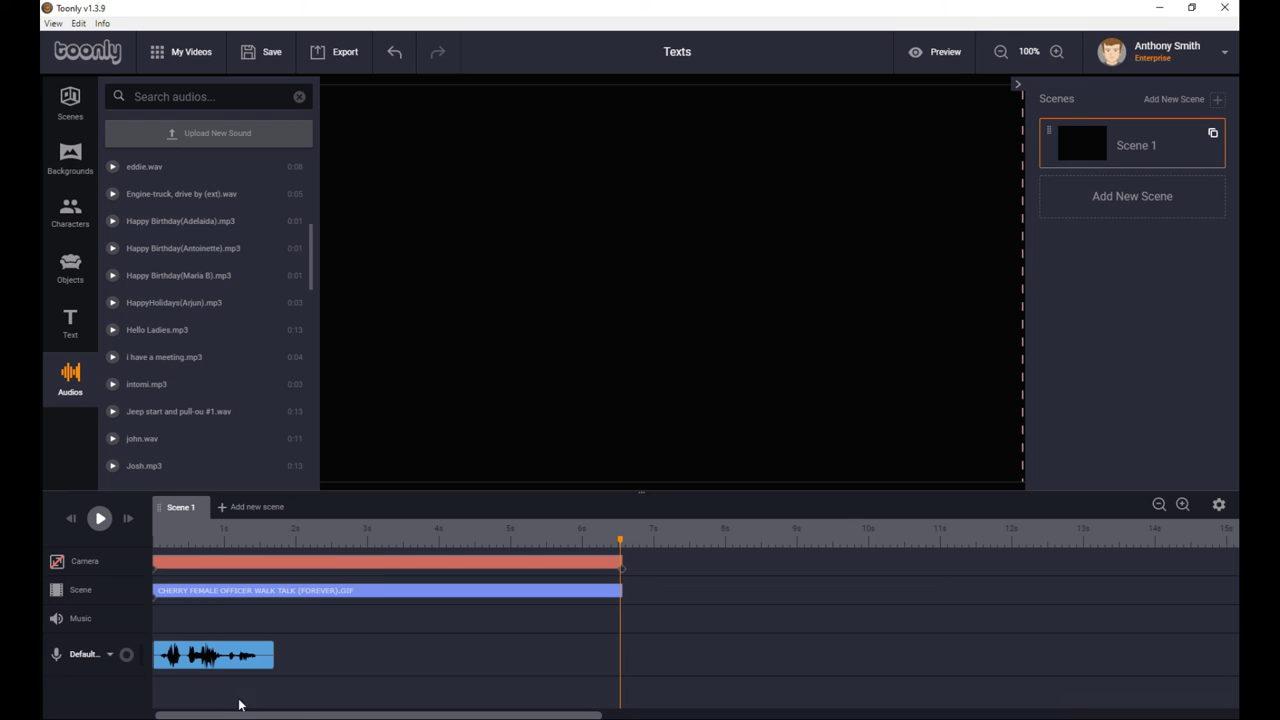 Toonly v1.3.9
View Edit Info
toonly My Videos Save Export Texts Preview 100% Anthony Smith
Enterprise
Scenes
Backgrounds
Characters
Objects
Text
Audios
Search audios...
Upload New Sound
eddie.wav 0:08
Engine-truck, drive by (ext).wav 0:05
Happy Birthday(Adelaida).mp3 0:01
Happy Birthday(Antoinette).mp3 0:01
Happy Birthday(Maria B).mp3 0:01
HappyHolidays(Arjun).mp3 0:03
Hello Ladies.mp3 0:13
i have a meeting.mp3 0:04
intomi.mp3 0:03
Jeep start and pull-ou #1.wav 0:13
john.wav 0:11
Josh.mp3 0:13
Scenes Add New Scene
Scene 1
Add New Scene
Scene 1 Add new scene
1s 2s 3s 4s 5s 6s 7s 8s 9s 10s 11s 12s 13s 14s 15s
Camera
Scene CHERRY FEMALE OFFICER WALK TALK (FOREVER).GIF
Music
Default...